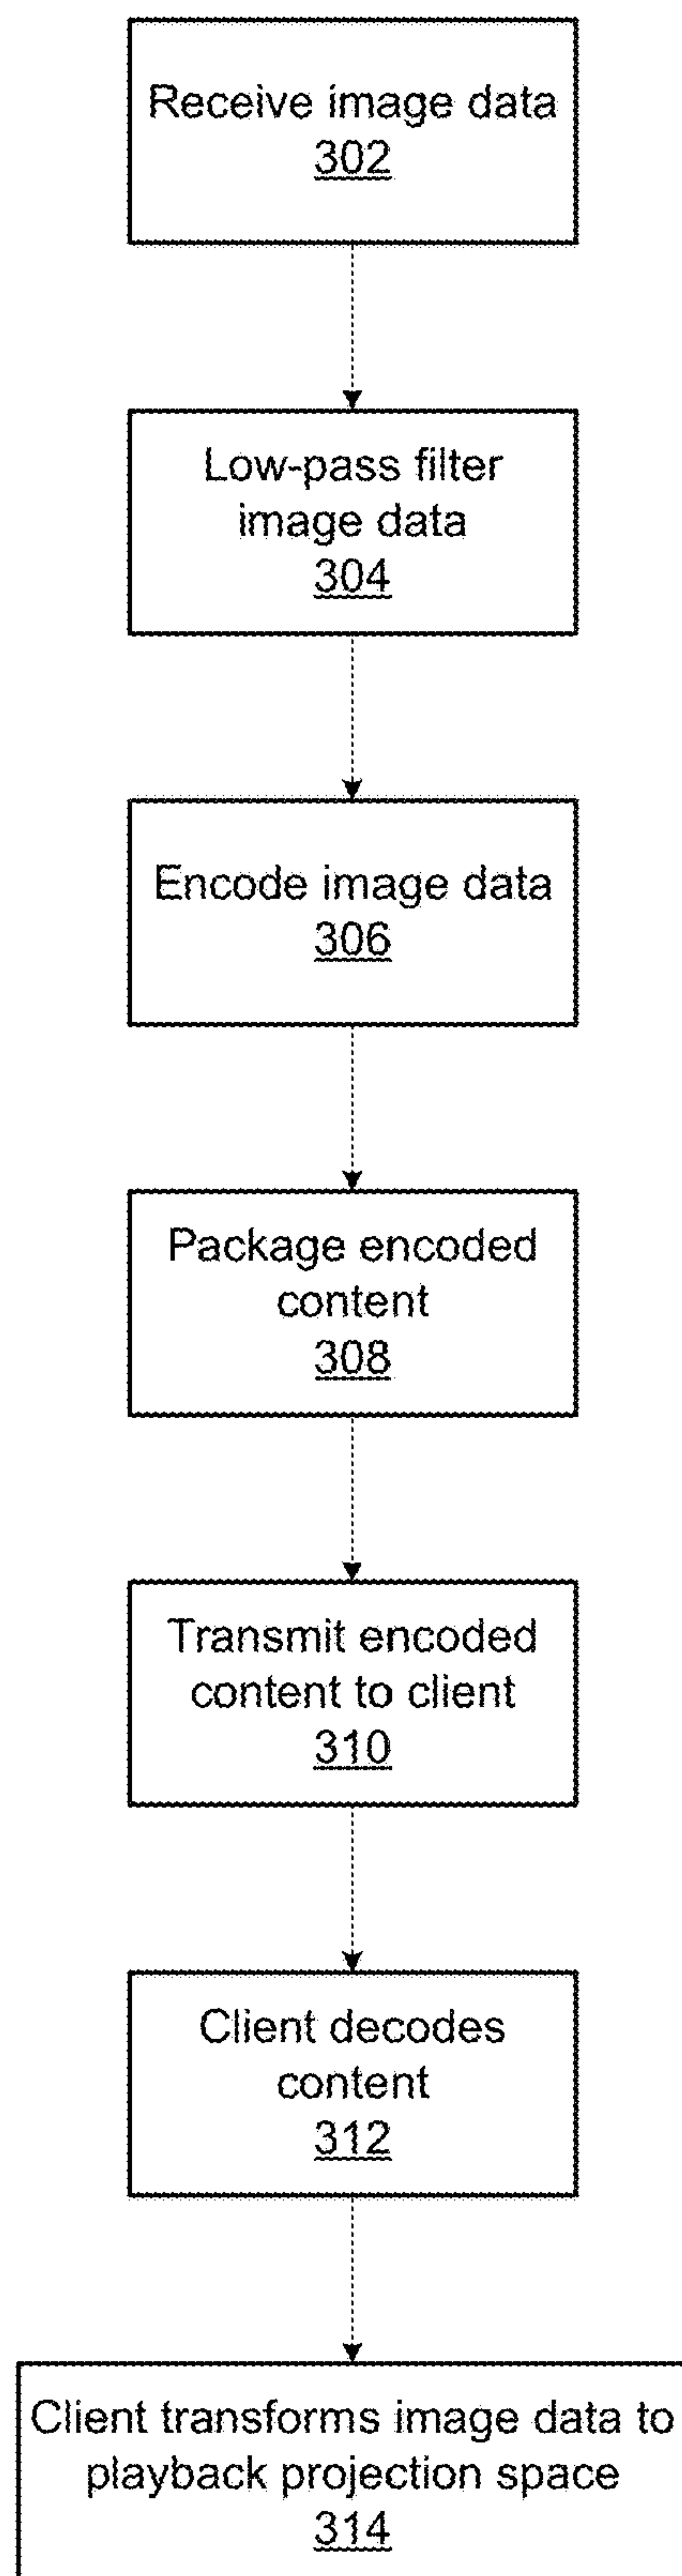 Receive image data
302
Low-pass filter
image data
304
Encode image data
306
Package encoded
content
308
Transmit encoded
content to client
310
Client decodes
content
312
Client transforms image data to
playback projection space
314